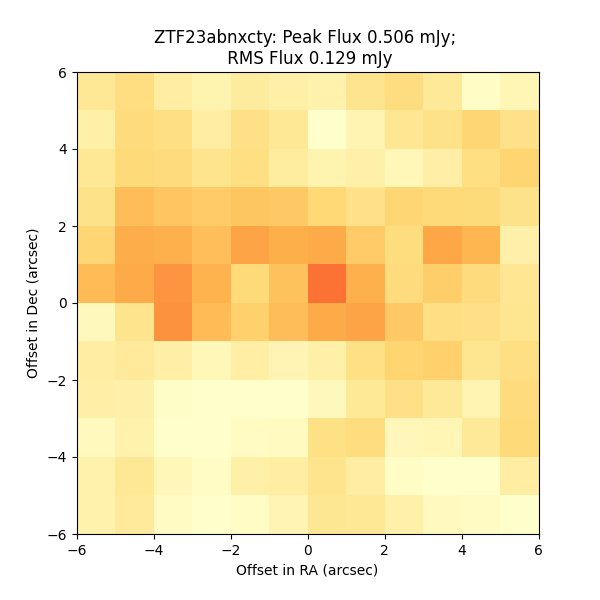 ZTF23abnxcty: Peak Flux 0.506 mJy;
RMS Flux 0.129 mJy
6
4
2
0
−2
−4
−6
Offset in Dec (arcsec)
−6 −4 −2 0 2 4 6
Offset in RA (arcsec)